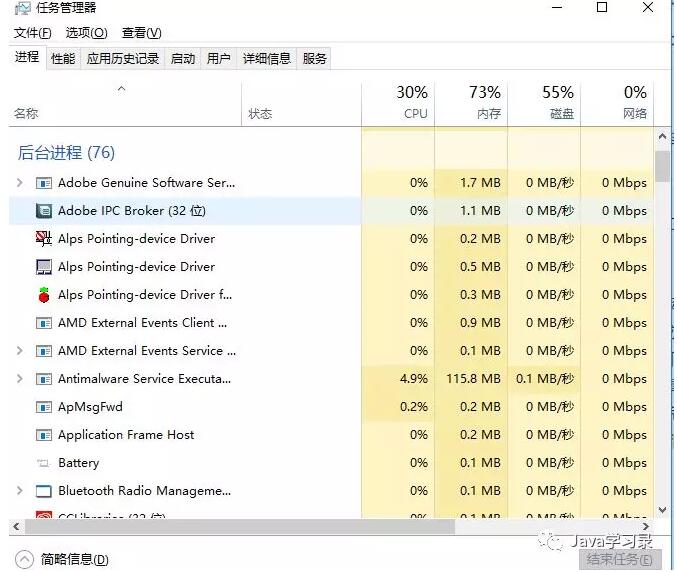 任务管理器
文件(F) 选项(O) 查看(V)
进程 性能 应用历史记录 启动 用户 详细信息 服务
30% 73% 55% 0%
名称 状态 CPU 内存 磁盘 网络
后台进程 (76)
Adobe Genuine Software Ser... 0% 1.7 MB 0 MB/秒 0 Mbps
Adobe IPC Broker (32 位) 0% 1.1 MB 0 MB/秒 0 Mbps
Alps Pointing-device Driver 0% 0.2 MB 0 MB/秒 0 Mbps
Alps Pointing-device Driver 0% 0.5 MB 0 MB/秒 0 Mbps
Alps Pointing-device Driver f... 0% 0.3 MB 0 MB/秒 0 Mbps
AMD External Events Client ... 0% 0.9 MB 0 MB/秒 0 Mbps
AMD External Events Service ... 0% 0.1 MB 0 MB/秒 0 Mbps
Antimalware Service Executa... 4.9% 115.8 MB 0.1 MB/秒 0 Mbps
ApMsgFwd 0.2% 0.2 MB 0 MB/秒 0 Mbps
Application Frame Host 0% 0.2 MB 0 MB/秒 0 Mbps
Battery 0% 0.1 MB 0 MB/秒 0 Mbps
Bluetooth Radio Manageme... 0% 0.1 MB 0 MB/秒 0 Mbps
CCLibraries (32 位) 0% 0.1 MB 0 MB/秒 0 Mbps
Java学习录
简略信息(D) 结束任务(E)